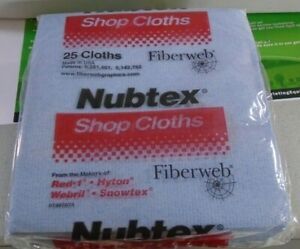 Shop Cloths
25 Cloths
Made in USA
Fiberweb
www.fiberwebgraphics.com
Nubtex®
Shop Cloths
From the Makers of:
Red-1® • Hyton®
Webril® • Snowtex®
Fiberweb
Nubtex